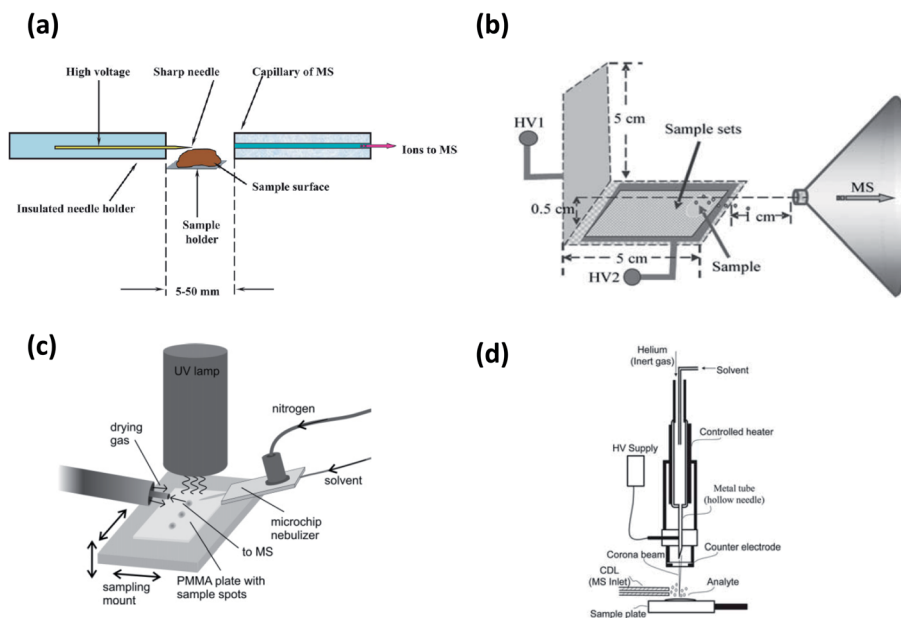 (a)
High voltage
Sharp needle
Capillary of MS
Ions to MS
Insulated needle holder
Sample surface
Sample
holder
5-50 mm
(b)
HV1
5 cm
Sample sets
MS
0.5 cm
1 cm
5 cm
Sample
HV2
(c)
UV lamp
nitrogen
drying
gas
solvent
microchip
nebulizer
to MS
sampling
mount
PMMA plate with
sample spots
(d)
Helium
(Inert gas)
Solvent
Controlled heater
HV Supply
Metal tube
(hollow needle)
Corona beam
Counter electrode
CDL
(MS Inlet)
Analyte
Sample plate